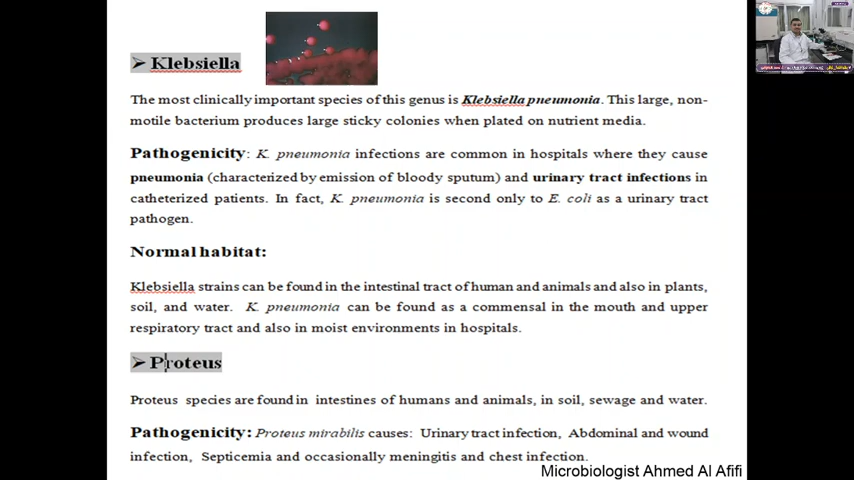 ➢ Klebsiella
The most clinically important species of this genus is Klebsiella pneumonia. This large, non-
motile bacterium produces large sticky colonies when plated on nutrient media.
Pathogenicity: K. pneumonia infections are common in hospitals where they cause
pneumonia (characterized by emission of bloody sputum) and urinary tract infections in
catheterized patients. In fact, K. pneumonia is second only to E. coli as a urinary tract
pathogen.
Normal habitat:
Klebsiella strains can be found in the intestinal tract of human and animals and also in plants,
soil, and water. K. pneumonia can be found as a commensal in the mouth and upper
respiratory tract and also in moist environments in hospitals.
➢ Proteus
Proteus species are found in intestines of humans and animals, in soil, sewage and water.
Pathogenicity: Proteus mirabilis causes: Urinary tract infection, Abdominal and wound
infection, Septicemia and occasionally meningitis and chest infection.
Microbiologist Ahmed Al Afifi